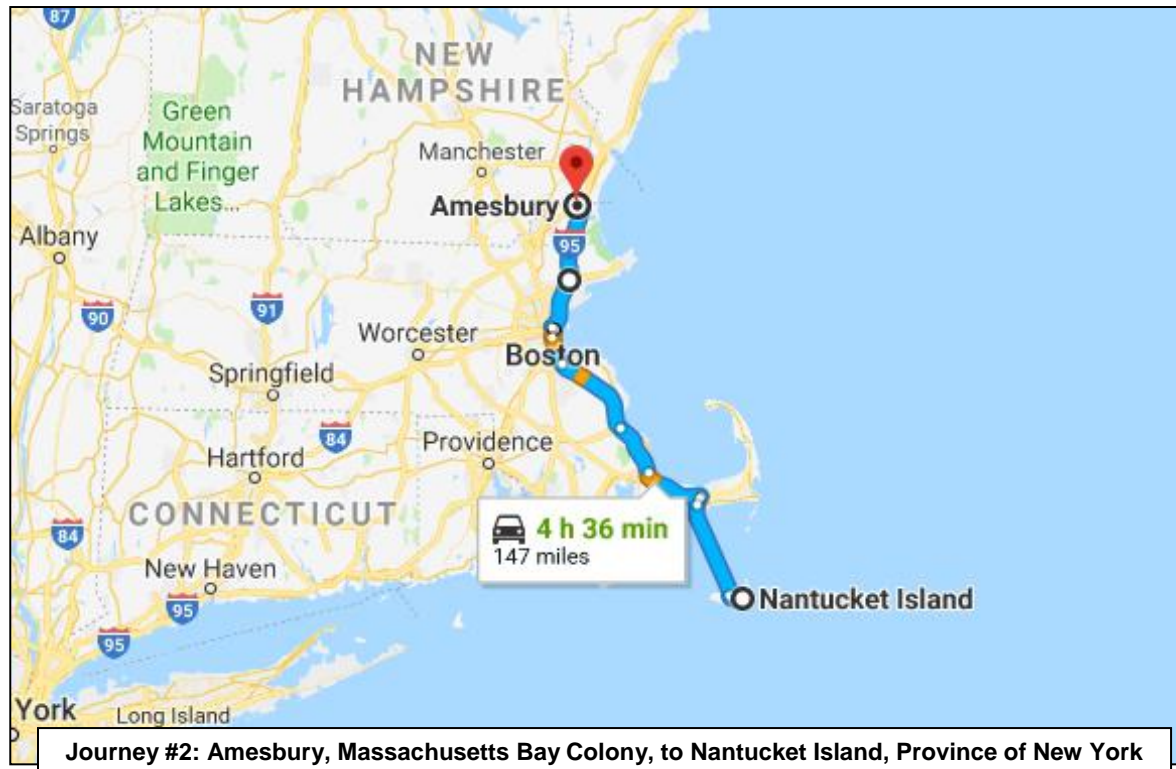 87
NEW
HAMPSHIRE
Saratoga
Springs
Green
Mountain
and Finger
Lakes...
Manchester
Amesbury
95
Albany
90
91
Worcester
Boston
Springfield
84
Providence
Hartford
CONNECTICUT
4 h 36 min
147 miles
84
New Haven
95
Nantucket Island
95
York
Long Island
Journey #2: Amesbury, Massachusetts Bay Colony, to Nantucket Island, Province of New York